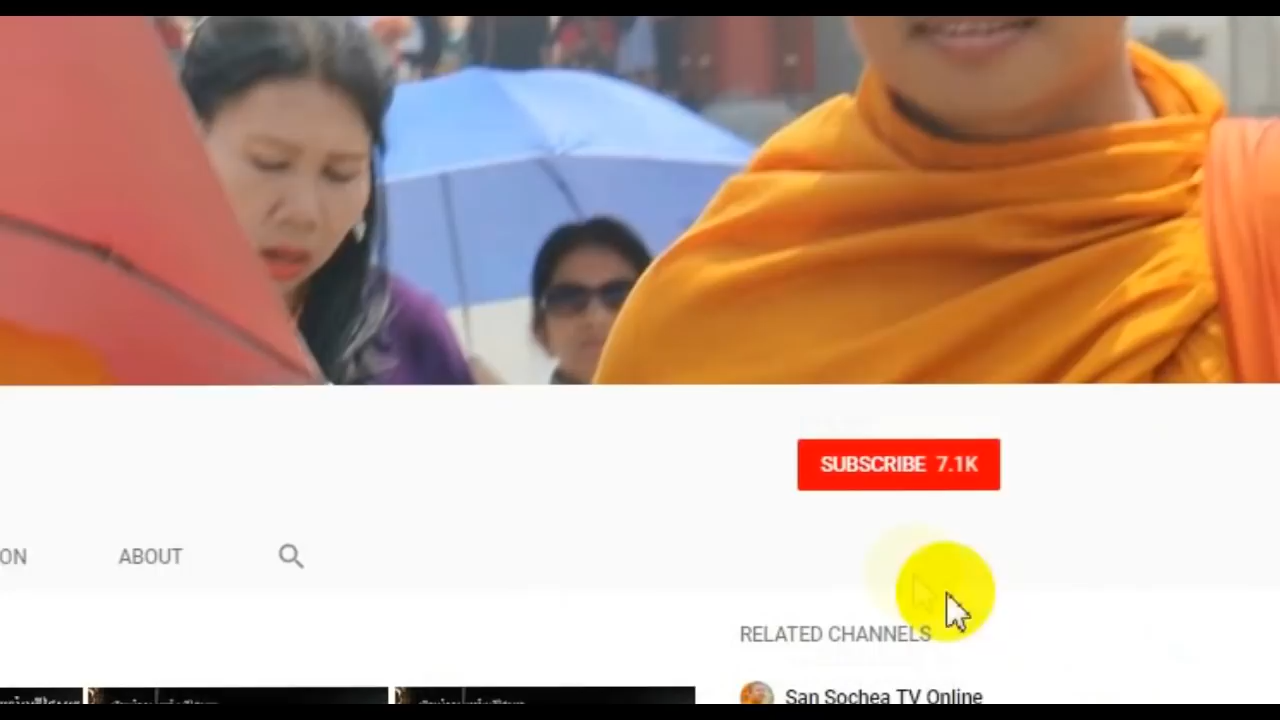 SUBSCRIBE 7.1K
ON ABOUT
RELATED CHANNELS
San Sochea TV Online